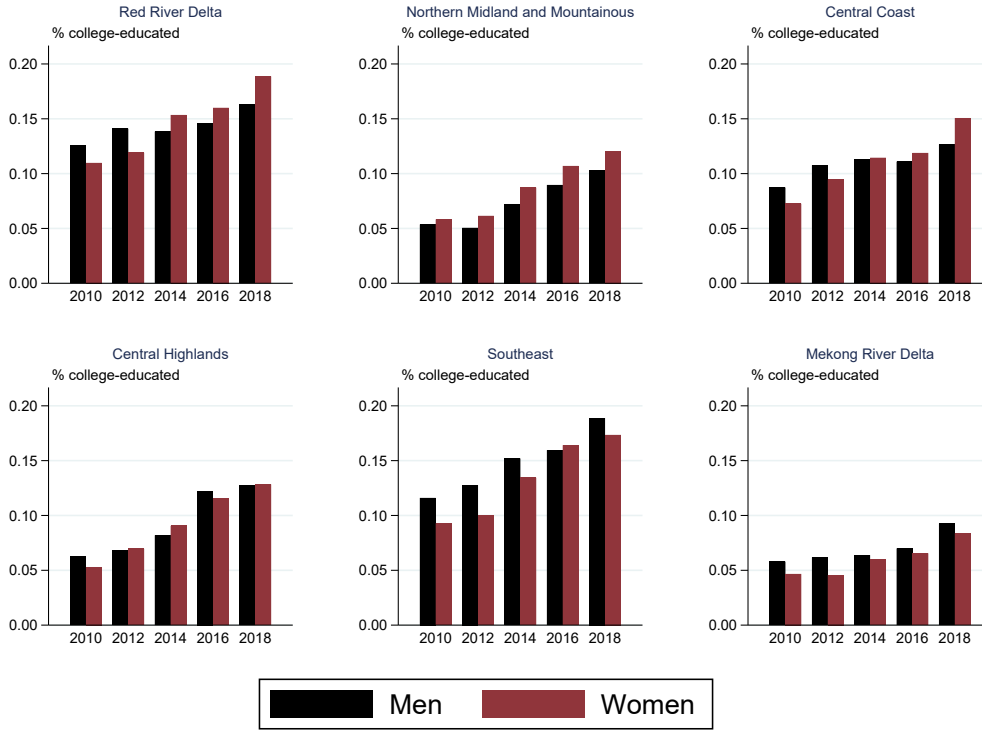 Red River Delta
% college-educated
0.20
0.15
0.10
0.05
0.00
2010 2012 2014 2016 2018
Northern Midland and Mountainous
% college-educated
0.20
0.15
0.10
0.05
0.00
2010 2012 2014 2016 2018
Central Coast
% college-educated
0.20
0.15
0.10
0.05
0.00
2010 2012 2014 2016 2018
Central Highlands
% college-educated
0.20
0.15
0.10
0.05
0.00
2010 2012 2014 2016 2018
Southeast
% college-educated
0.20
0.15
0.10
0.05
0.00
2010 2012 2014 2016 2018
Mekong River Delta
% college-educated
0.20
0.15
0.10
0.05
0.00
2010 2012 2014 2016 2018
Men Women